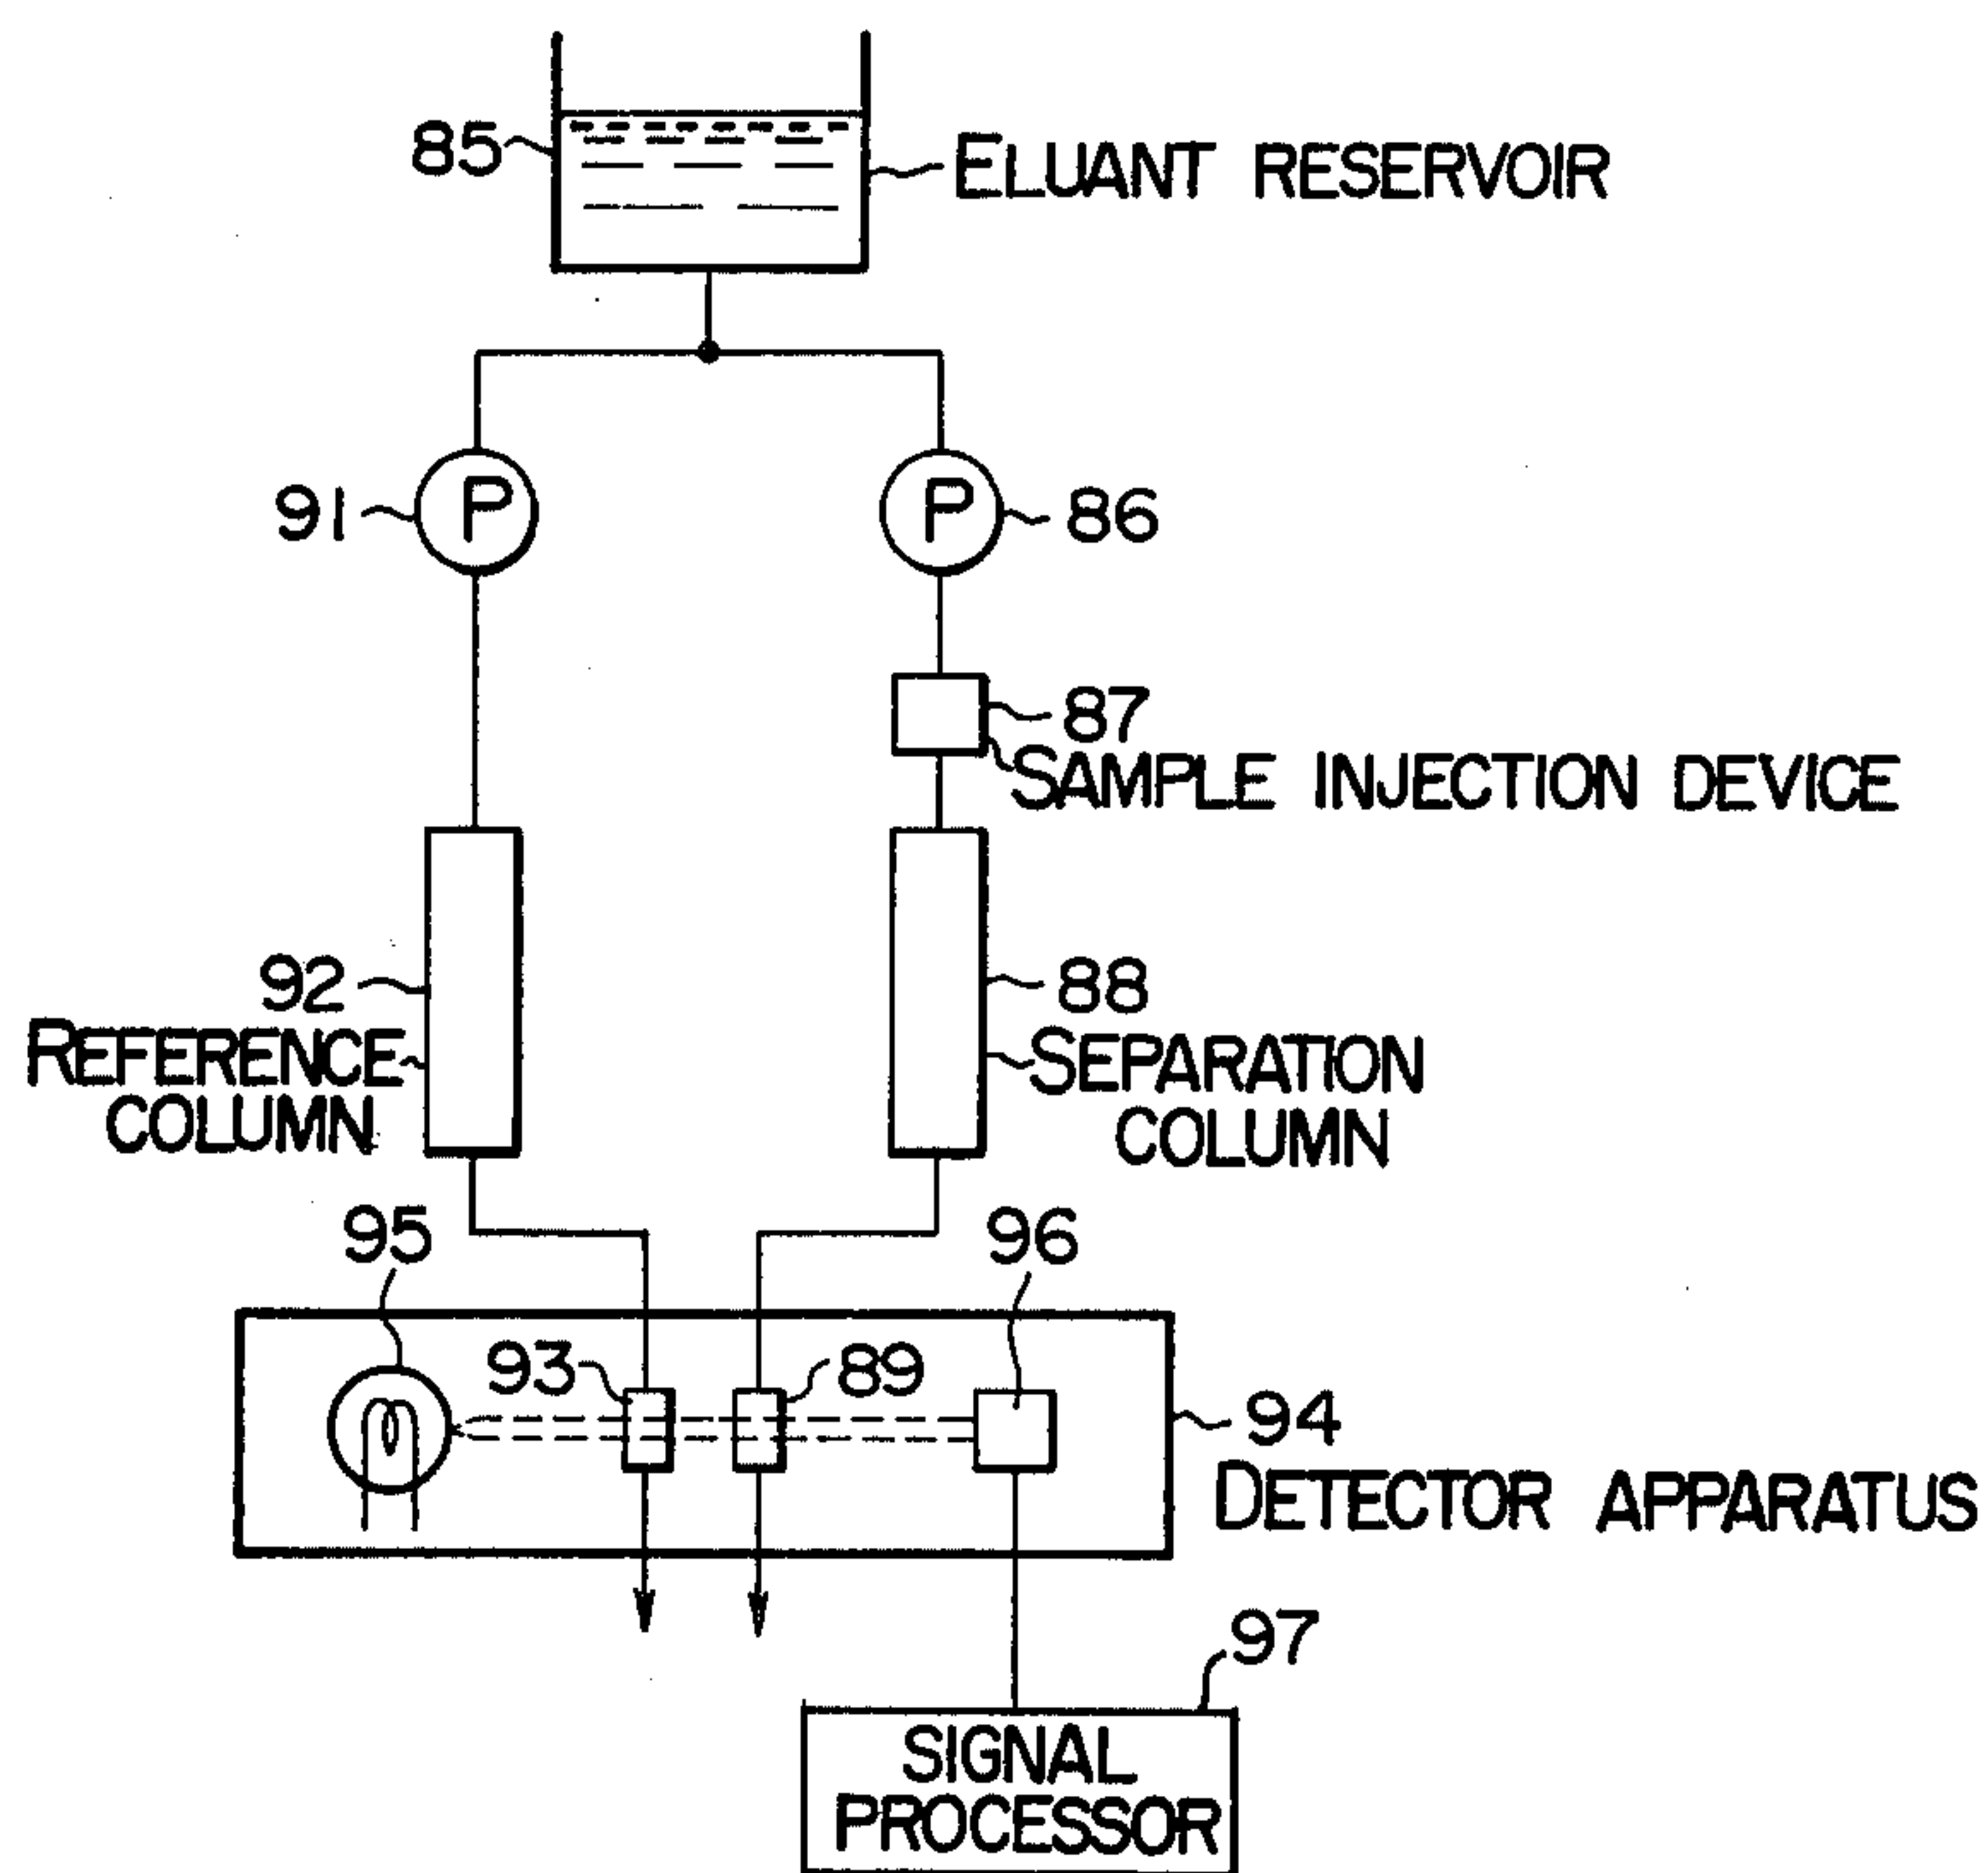 85
ELUANT RESERVOIR
91
P
P
86
87
SAMPLE INJECTION DEVICE
92
REFERENCE
COLUMN
88
SEPARATION
COLUMN
95
96
93
89
94
DETECTOR APPARATUS
97
SIGNAL
PROCESSOR